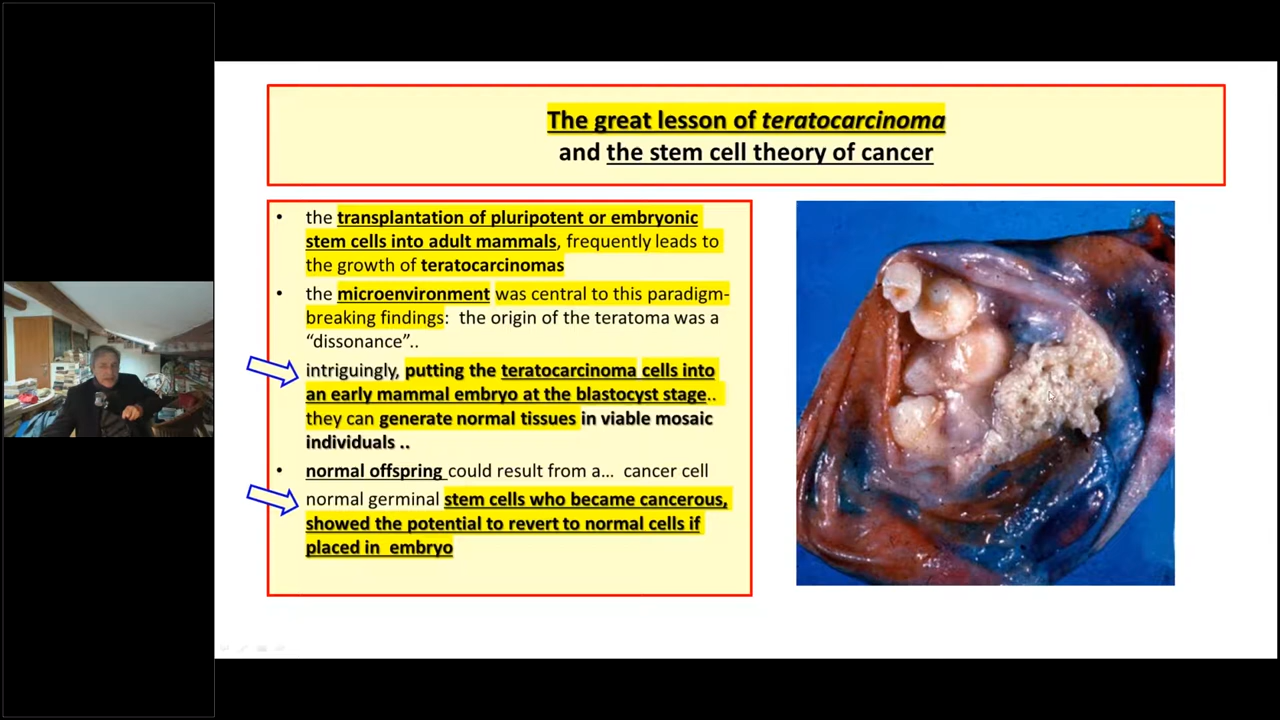 The great lesson of teratocarcinoma
and the stem cell theory of cancer
• the transplantation of pluripotent or embryonic
stem cells into adult mammals, frequently leads to
the growth of teratocarcinomas
• the microenvironment was central to this paradigm-
breaking findings: the origin of the teratoma was a
“dissonance”..
intriguingly, putting the teratocarcinoma cells into
an early mammal embryo at the blastocyst stage..
they can generate normal tissues in viable mosaic
individuals ..
• normal offspring could result from a… cancer cell
normal germinal stem cells who became cancerous,
showed the potential to revert to normal cells if
placed in embryo